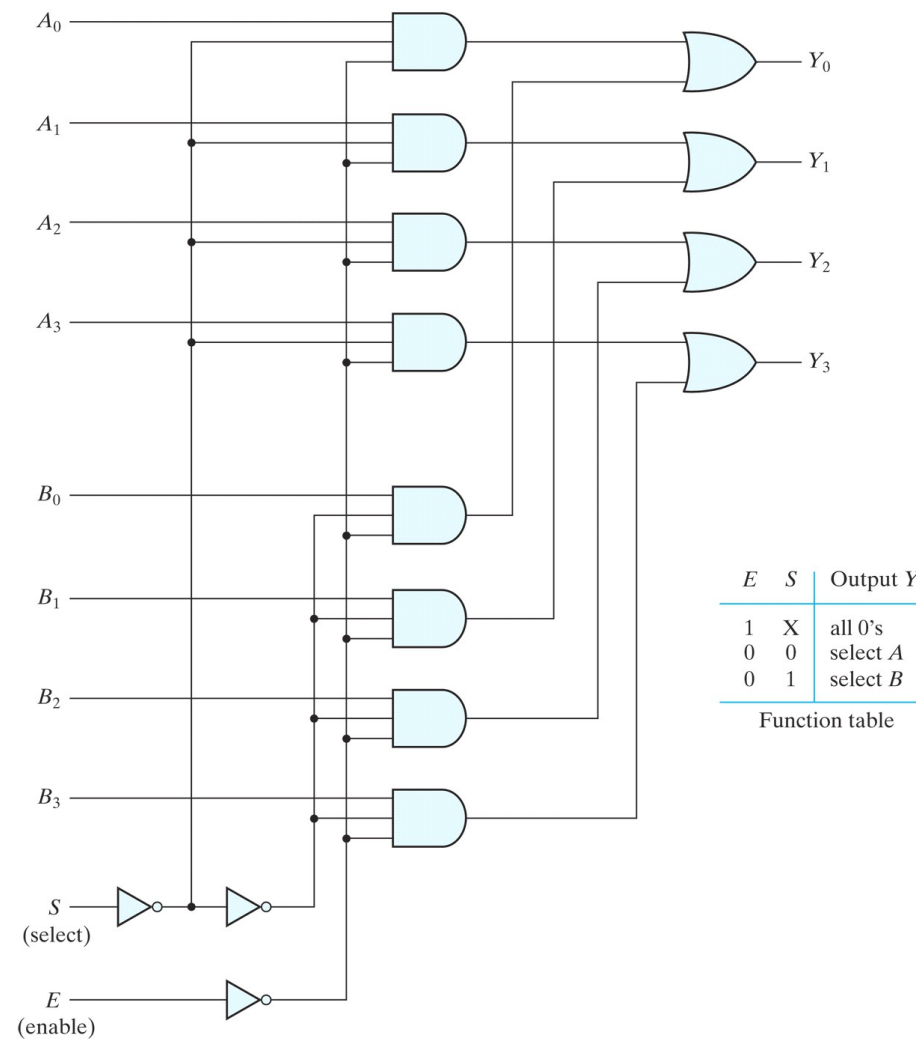 A₀
Y₀
A₁
Y₁
A₂
Y₂
A₃
Y₃
B₀
B₁
B₂
B₃
S
(select)
E
(enable)
E S Output Y
1 X all 0's
0 0 select A
0 1 select B
Function table